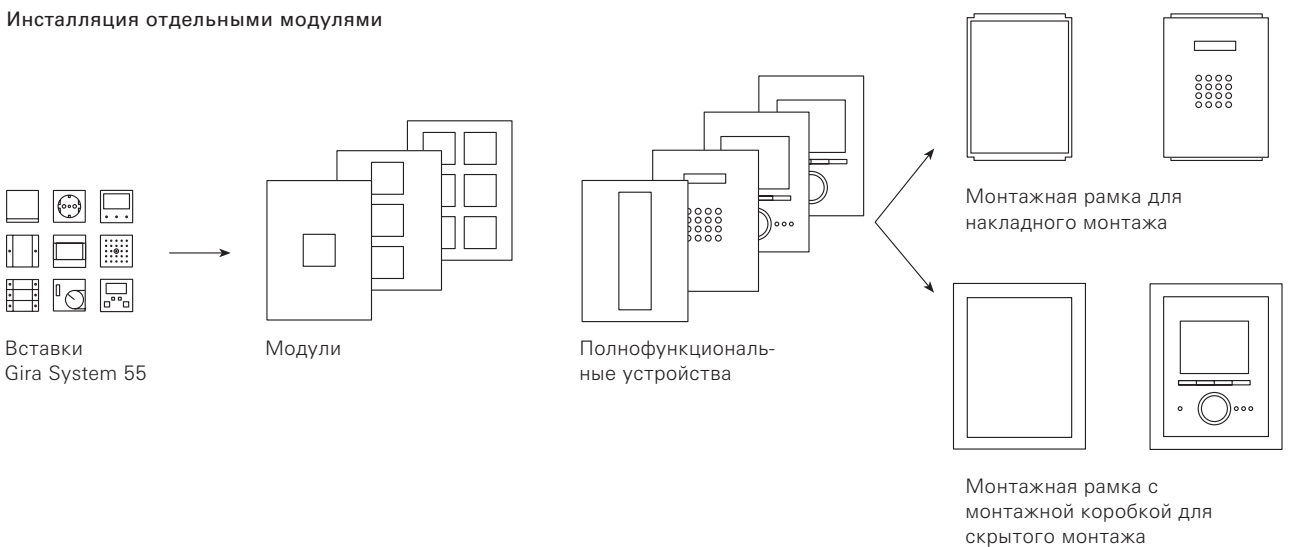 Инсталляция отдельными модулями
Монтажная рамка для
накладного монтажа
Вставки
Gira System 55
Модули
Полнофункциональ-
ные устройства
Монтажная рамка с
монтажной коробкой для
скрытого монтажа